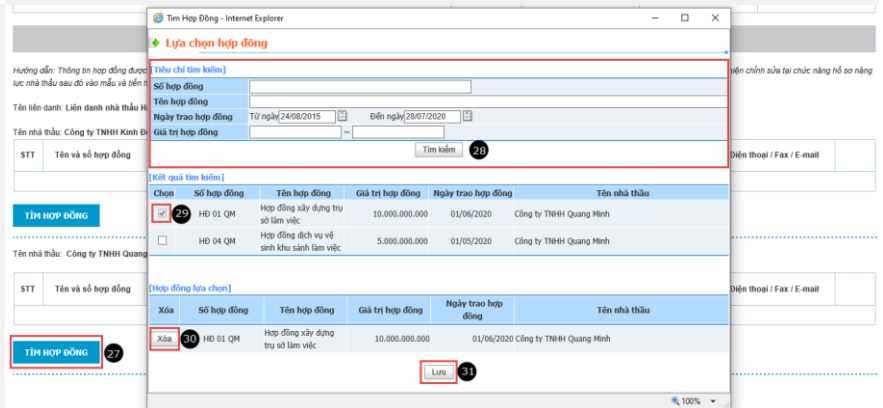 Tìm Hợp Đồng - Internet Explorer
Lựa chọn hợp đồng
Hướng dẫn: Thông tin hợp đồng được
iện chỉnh sửa tại chức năng hồ sơ năng
lực nhà thầu sau đó vào mẫu và tiến h
[Tiêu chí tìm kiếm]
Số hợp đồng
Tên hợp đồng
Ngày trao hợp đồng Từ ngày 24/08/2015 Đến ngày 28/07/2020
Giá trị hợp đồng ~
Tìm kiếm 28
Tên liên danh: Liên danh nhà thầu H
Tên nhà thầu: Công ty TNHH Kinh D
STT Tên và số hợp đồng
Điện thoại / Fax / E-mail
TÌM HỢP ĐỒNG
[Kết quả tìm kiếm]
Chọn Số hợp đồng Tên hợp đồng Giá trị hợp đồng Ngày trao hợp đồng Tên nhà thầu
29 HĐ 01 QM Hợp đồng xây dựng trụ sở làm việc 10.000.000.000 01/06/2020 Công ty TNHH Quang Minh
HĐ 04 QM Hợp đồng dịch vụ vệ sinh khu sảnh làm việc 5.000.000.000 01/05/2020 Công ty TNHH Quang Minh
Tên nhà thầu: Công ty TNHH Quang
STT Tên và số hợp đồng
Điện thoại / Fax / E-mail
TÌM HỢP ĐỒNG 27
[Hợp đồng lựa chọn]
Xóa Số hợp đồng Tên hợp đồng Giá trị hợp đồng Ngày trao hợp đồng Tên nhà thầu
Xóa 30 HĐ 01 QM Hợp đồng xây dựng trụ sở làm việc 10.000.000.000 01/06/2020 Công ty TNHH Quang Minh
Lưu 31
100%